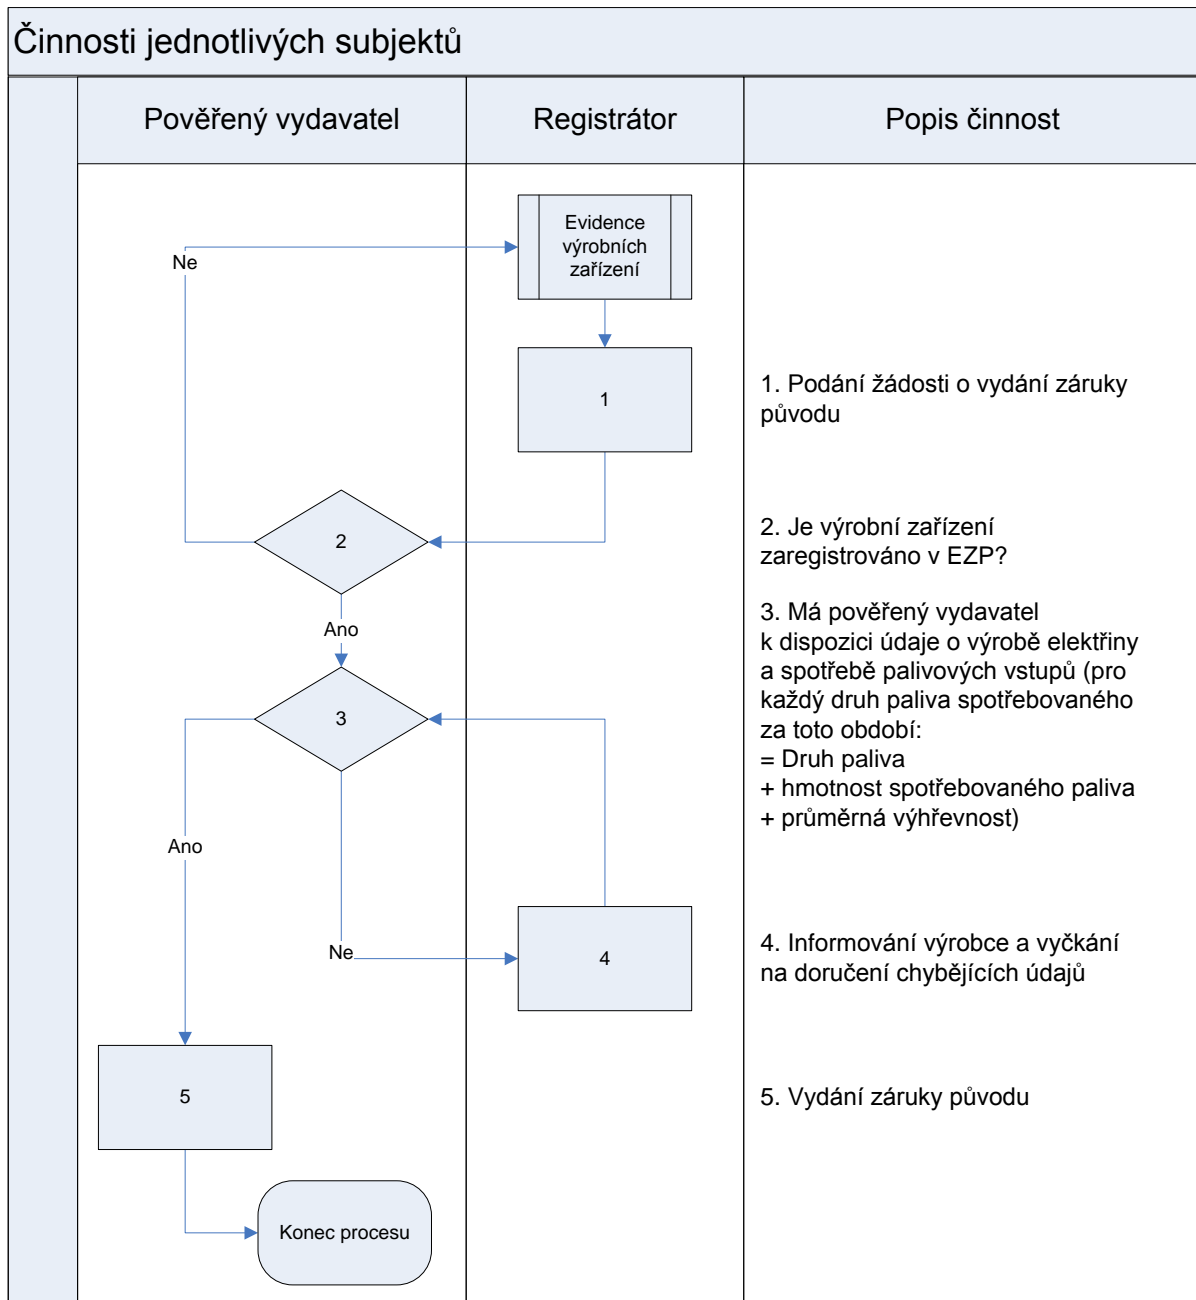 Činnosti jednotlivých subjektů
Pověřený vydavatel
Registrátor
Popis činnost
Evidence
výrobních
zařízení
Ne
1
1. Podání žádosti o vydání záruky
původu
2
2. Je výrobní zařízení
zaregistrováno v EZP?
Ano
3
3. Má pověřený vydavatel
k dispozici údaje o výrobě elektřiny
a spotřebě palivových vstupů (pro
každý druh paliva spotřebovaného
za toto období:
= Druh paliva
+ hmotnost spotřebovaného paliva
+ průměrná výhřevnost)
Ano
Ne
4
4. Informování výrobce a vyčkání
na doručení chybějících údajů
5
5. Vydání záruky původu
Konec procesu